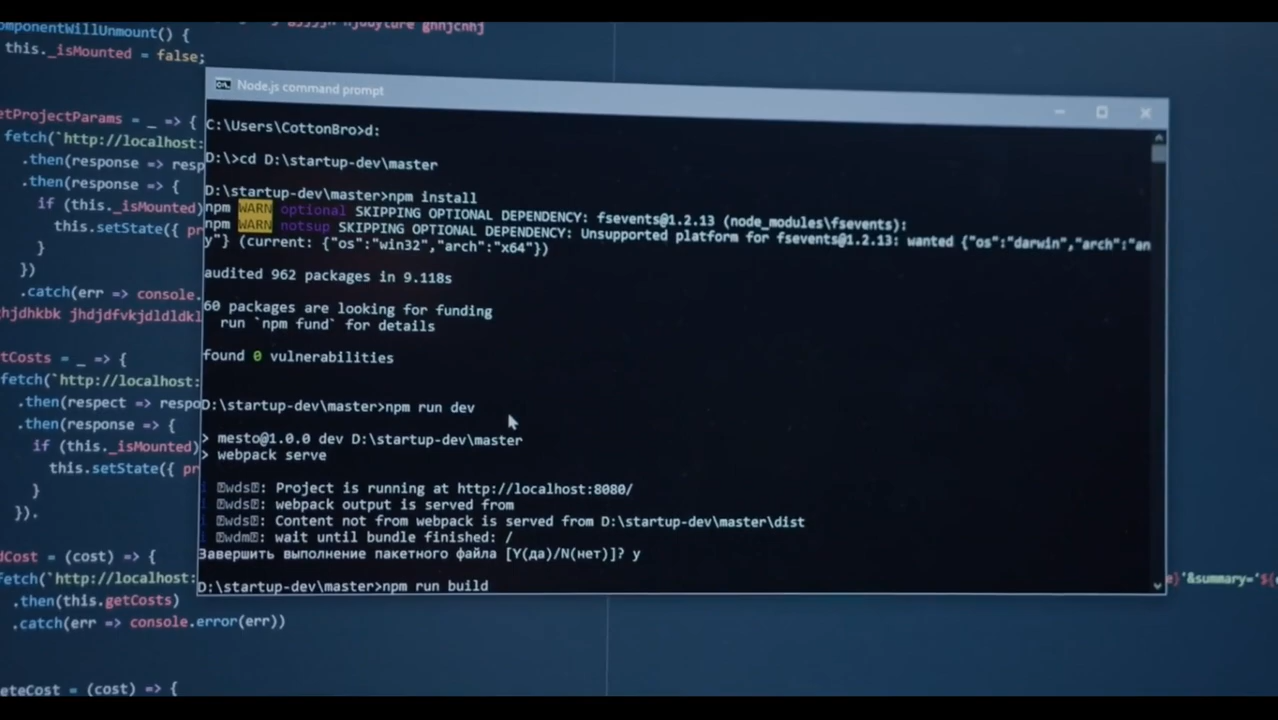 omponentWillUnmount() {
this._isMounted = false;
etProjectParams = _ => {
fetch(`http://localhost:
.then(response => resp
.then(response => {
if (this._isMounted)
this.setState({ pr
}
})
.catch(err => console.
tCosts = _ => {
fetch(`http://localhost:
.then(respect => respo
.then(response => {
if (this._isMounted)
this.setState({ pr
}
}).
dCost = (cost) => {
Fetch(`http://localhost:
.then(this.getCosts)
.catch(err => console.error(err))
eteCost = (cost) => {
Node.js command prompt
C:\Users\CottonBro>d:
D:\>cd D:\startup-dev\master
D:\startup-dev\master>npm install
npm WARN optional SKIPPING OPTIONAL DEPENDENCY: fsevents@1.2.13 (node_modules\fsevents):
npm WARN notsup SKIPPING OPTIONAL DEPENDENCY: Unsupported platform for fsevents@1.2.13: wanted {"os":"darwin","arch":"an
y"} (current: {"os":"win32","arch":"x64"})
audited 962 packages in 9.118s
60 packages are looking for funding
run `npm fund` for details
found 0 vulnerabilities
D:\startup-dev\master>npm run dev
> mesto@1.0.0 dev D:\startup-dev\master
> webpack serve
i wds: Project is running at http://localhost:8080/
i wds: webpack output is served from
i wds: Content not from webpack is served from D:\startup-dev\master\dist
i wdm: wait until bundle finished: /
Завершить выполнение пакетного файла [Y(да)/N(нет)]? y
D:\startup-dev\master>npm run build
}'&summary='${